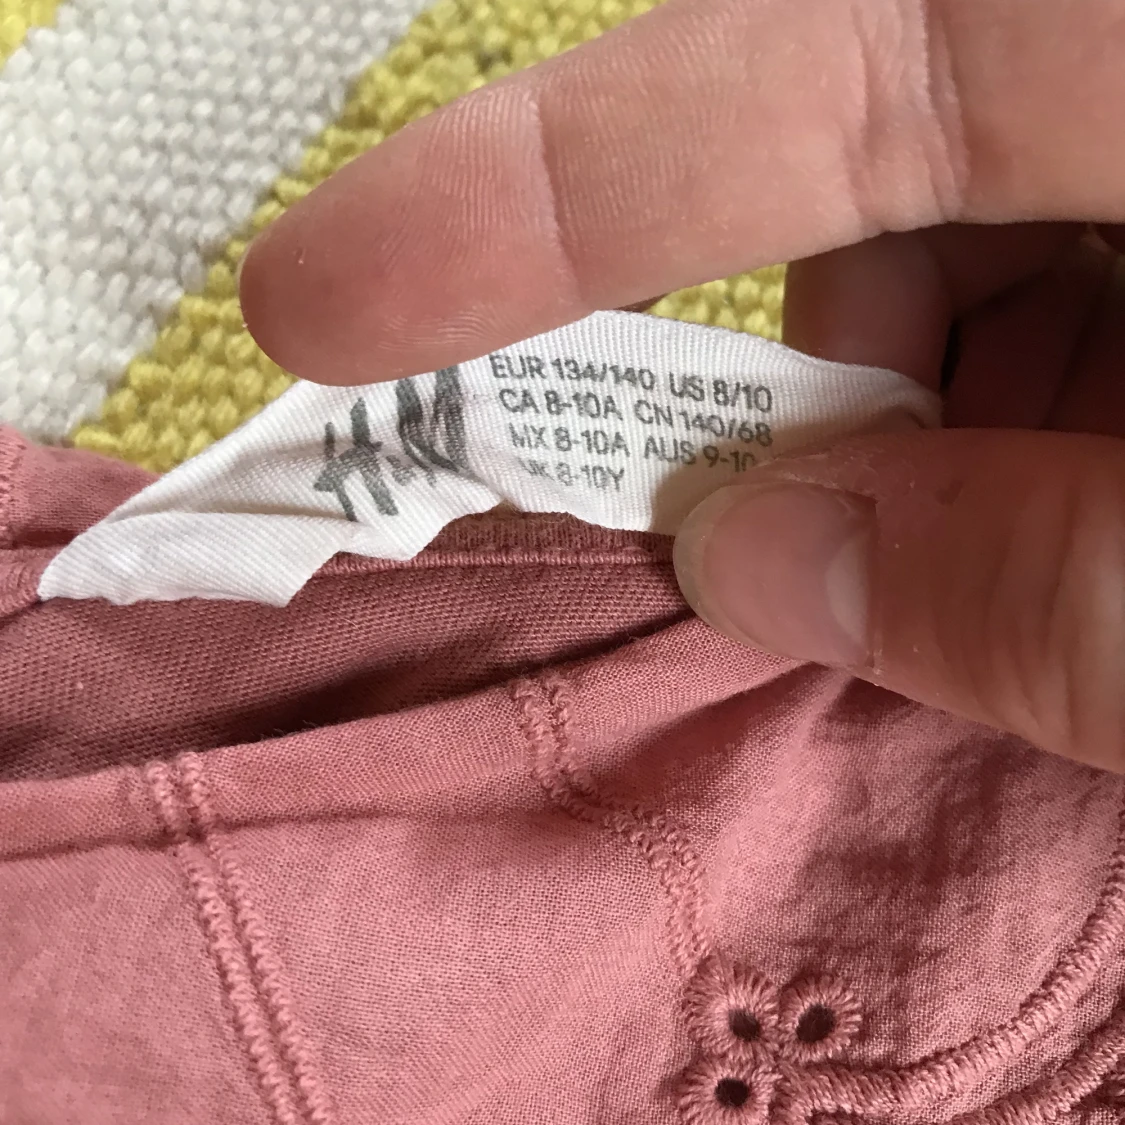 H&M
EUR 134/140 US 8/10
CA 8-10A CN 140/68
MX 8-10A AUS 9-10
UK 8-10Y